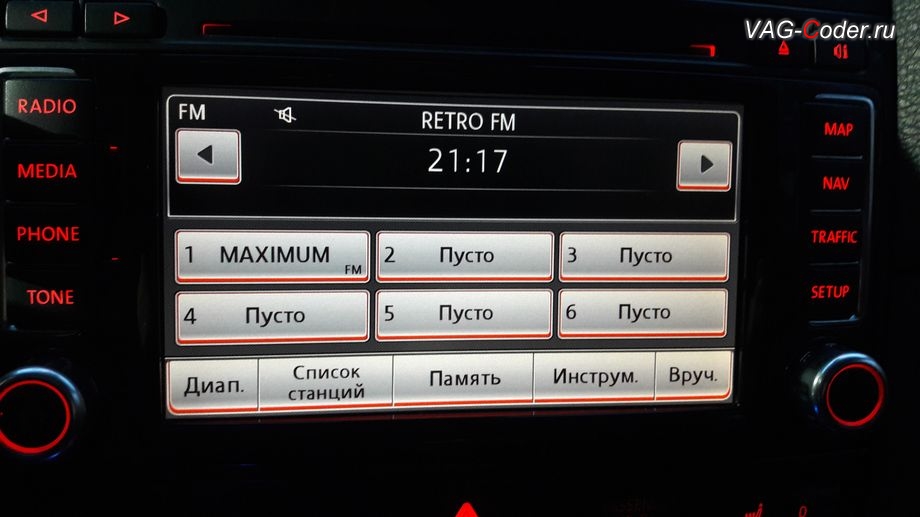 VAG-Coder.ru
RADIO
MEDIA
PHONE
TONE
FM
RETRO FM
21:17
1 MAXIMUM FM
2 Пусто
3 Пусто
4 Пусто
5 Пусто
6 Пусто
Диап.
Список
станций
Память
Инструм.
Вруч.
MAP
NAV
TRAFFIC
SETUP